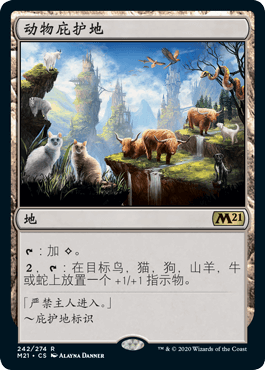 动物庇护地
地
M21
:加。
2,:在目标鸟,猫,狗,山羊,牛
或蛇上放置一个 +1/+1 指示物。
「严禁主人进入。」
~庇护地标识
242/274 R
M21 • CS ALAYNA DANNER
™ & © 2020 Wizards of the Coast